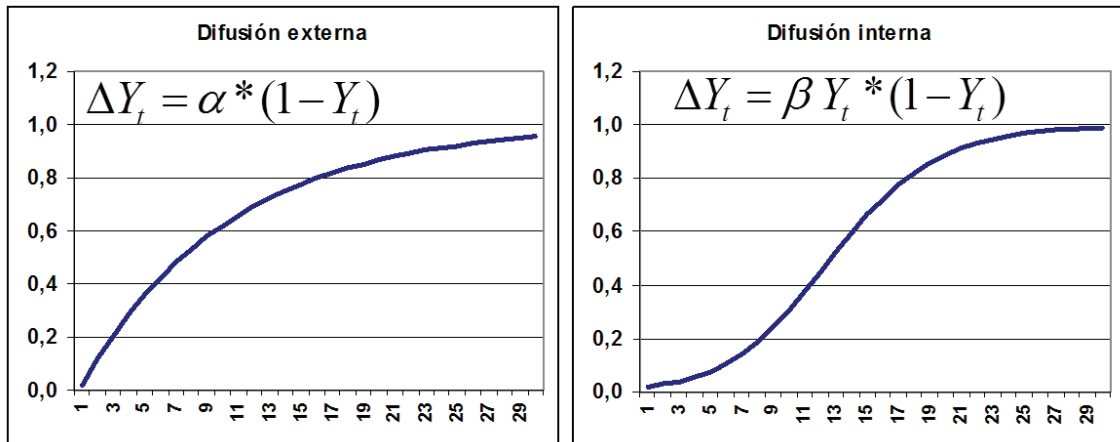 Difusión externa
1,2
ΔY_t = α * (1 − Y_t)
1,0
0,8
0,6
0,4
0,2
0,0
1 3 5 7 9 11 13 15 17 19 21 23 25 27 29
Difusión interna
1,2
ΔY_t = β Y_t * (1 − Y_t)
1,0
0,8
0,6
0,4
0,2
0,0
1 3 5 7 9 11 13 15 17 19 21 23 25 27 29